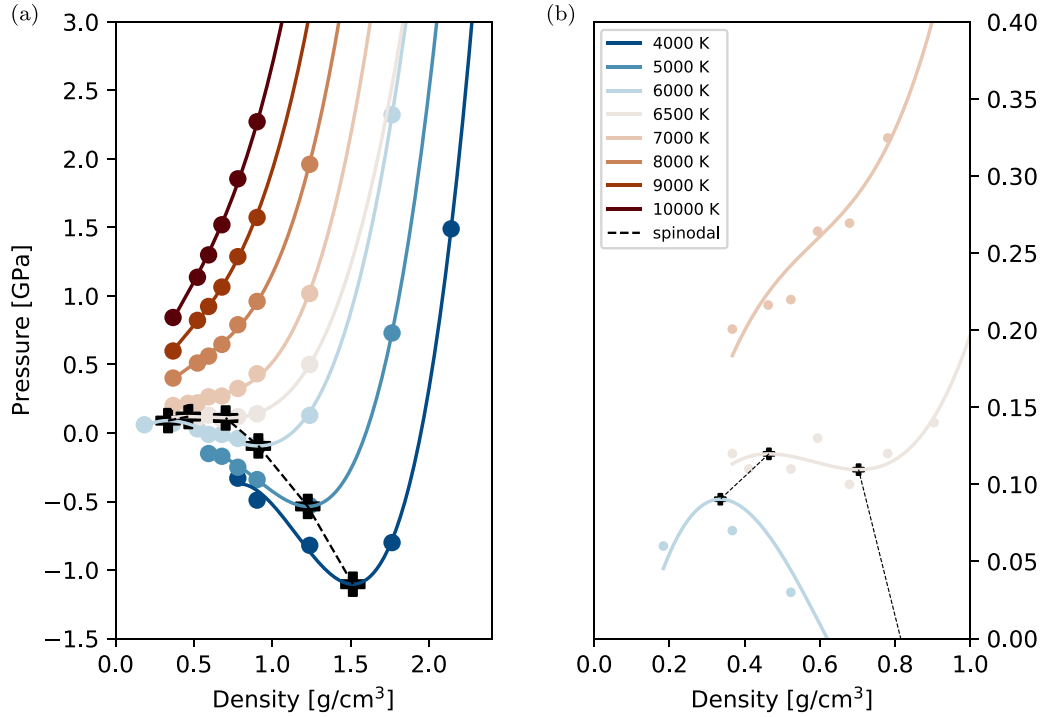 (a)
3.0
2.5
2.0
1.5
1.0
0.5
0.0
−0.5
−1.0
−1.5
Pressure [GPa]
0.0 0.5 1.0 1.5 2.0
Density [g/cm³]
(b)
4000 K
5000 K
6000 K
6500 K
7000 K
8000 K
9000 K
10000 K
spinodal
0.40
0.35
0.30
0.25
0.20
0.15
0.10
0.05
0.00
0.0 0.2 0.4 0.6 0.8 1.0
Density [g/cm³]